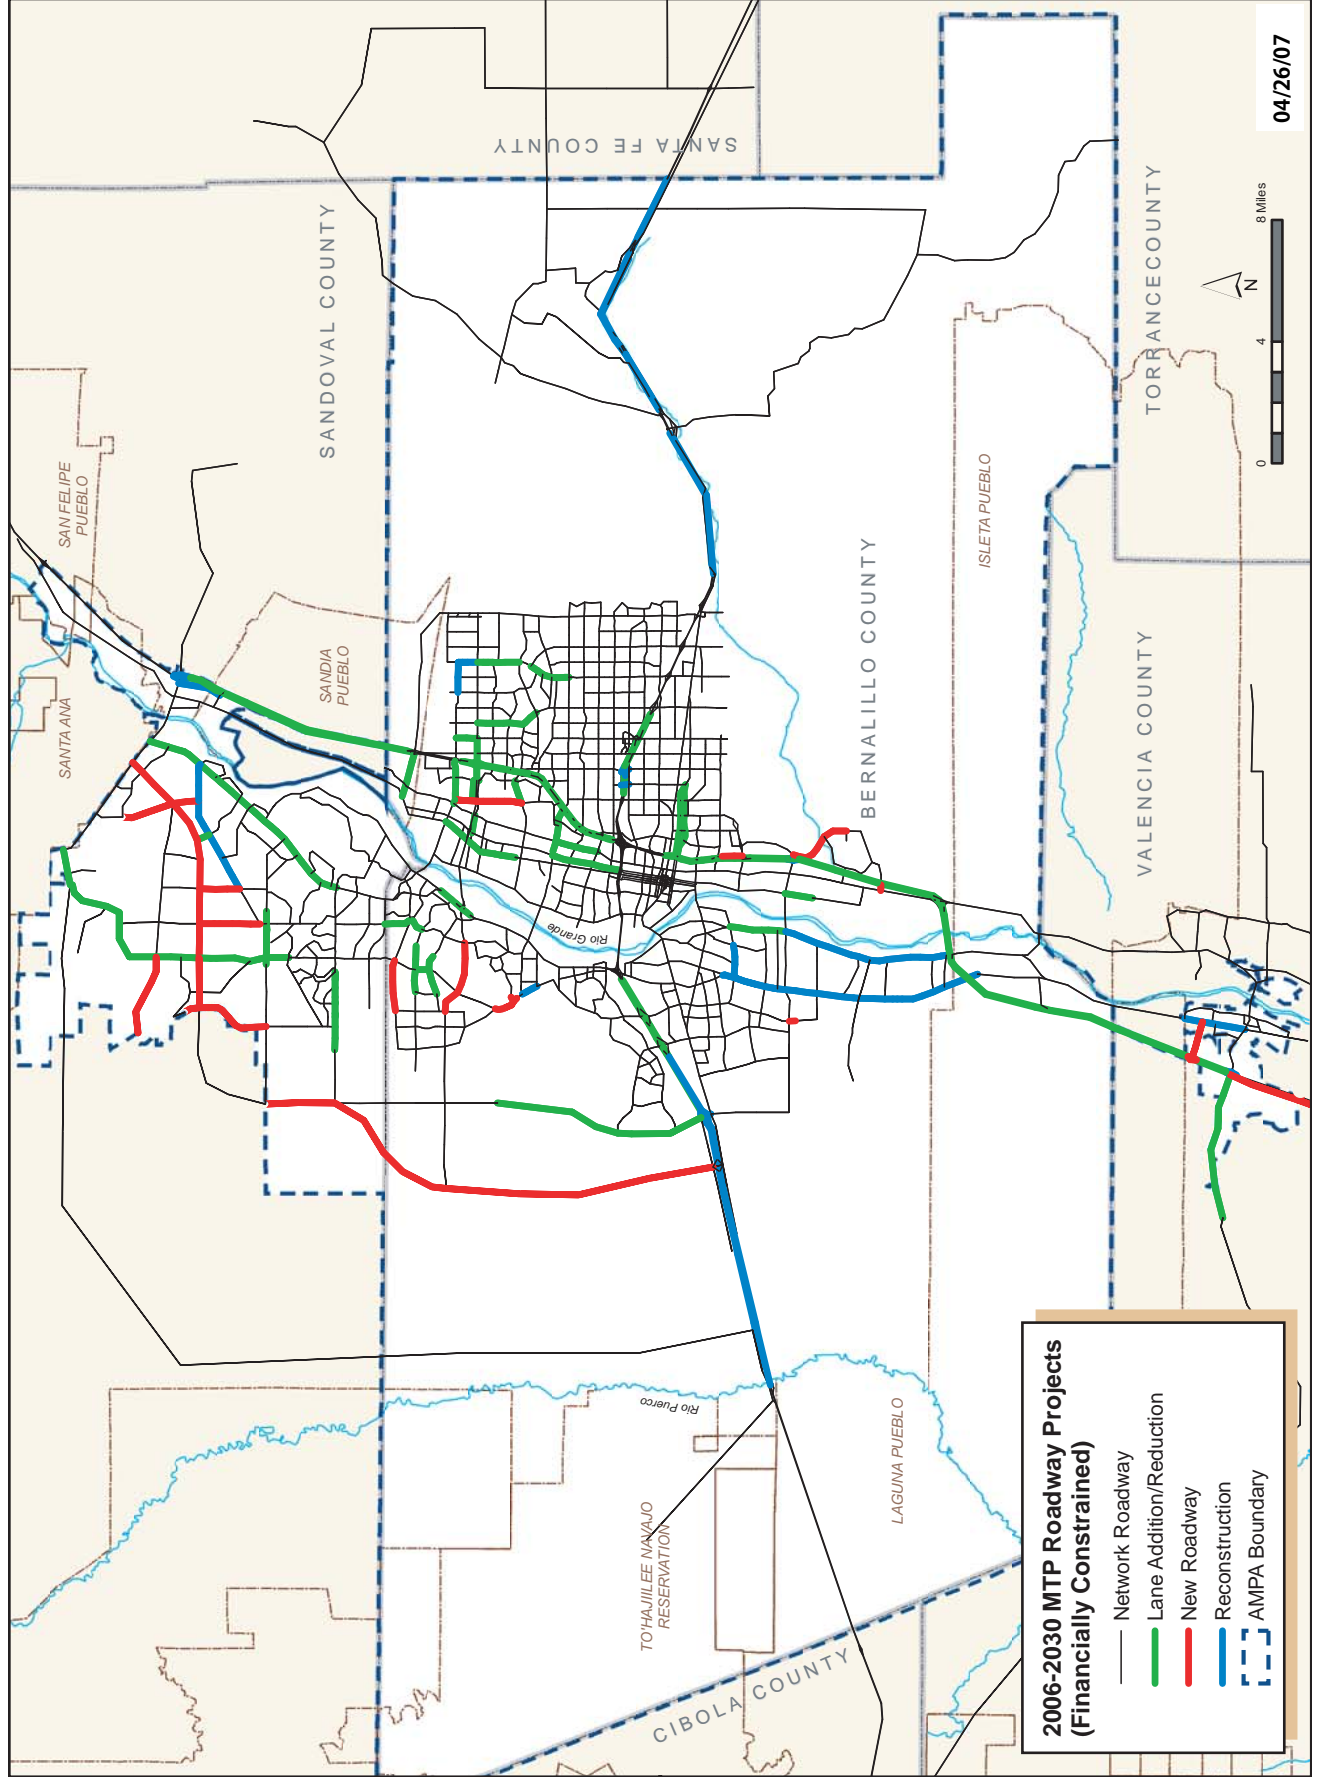 SANTA FE COUNTY
SANDOVAL COUNTY
SAN FELIPE
PUEBLO
SANTA ANA
SANDIA
PUEBLO
BERNALILLO COUNTY
ISLETA PUEBLO
TORRANCECOUNTY
VALENCIA COUNTY
Rio Grande
Rio Puerco
TO'HAJIILEE NAVAJO
RESERVATION
LAGUNA PUEBLO
CIBOLA COUNTY
04/26/07
N
0
4
8 Miles
2006-2030 MTP Roadway Projects
(Financially Constrained)
Network Roadway
Lane Addition/Reduction
New Roadway
Reconstruction
AMPA Boundary